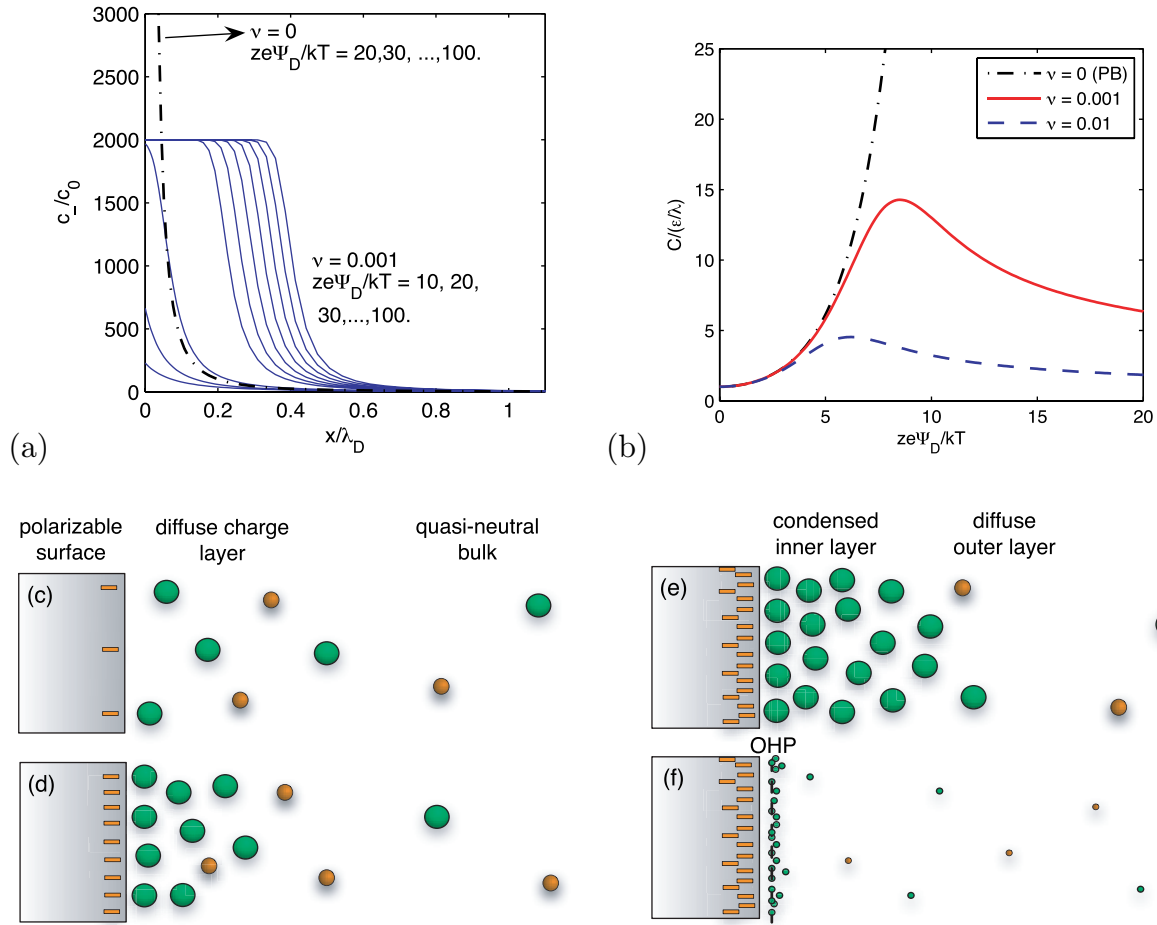 3000
2500
2000
1500
1000
500
0
c₋/c₀
0
0.2
0.4
0.6
0.8
1
x/λ_D
ν = 0
zeΨ_D/kT = 20,30, ...,100.
ν = 0.001
zeΨ_D/kT = 10, 20,
30,...,100.
(a)
25
20
15
10
5
0
C/(ε/λ)
0
5
10
15
20
zeΨ_D/kT
ν = 0 (PB)
ν = 0.001
ν = 0.01
(b)
polarizable
surface
diffuse charge
layer
quasi-neutral
bulk
(c)
(d)
condensed
inner layer
diffuse
outer layer
(e)
OHP
(f)